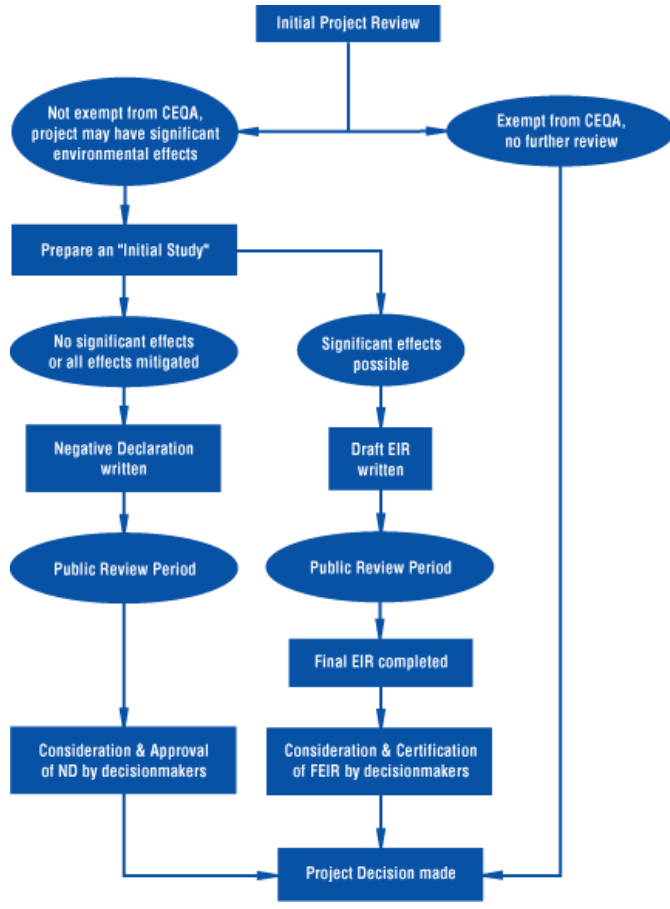 Initial Project Review
Not exempt from CEQA,
project may have significant
environmental effects
Exempt from CEQA,
no further review
Prepare an "Initial Study"
No significant effects
or all effects mitigated
Significant effects
possible
Negative Declaration
written
Draft EIR
written
Public Review Period
Public Review Period
Final EIR completed
Consideration & Approval
of ND by decisionmakers
Consideration & Certification
of FEIR by decisionmakers
Project Decision made